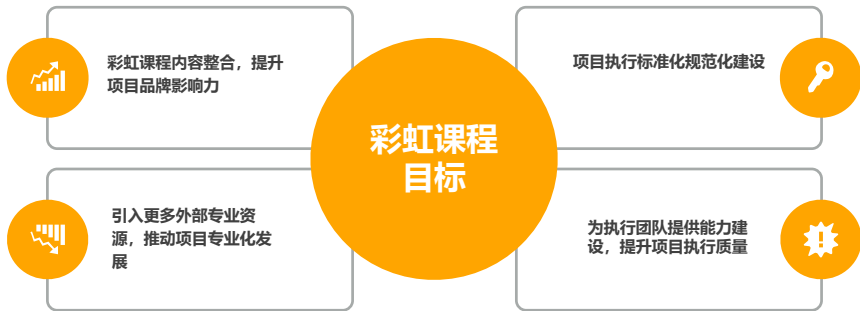 彩虹课程内容整合，提升
项目品牌影响力
项目执行标准化规范化建设
彩虹课程
目标
引入更多外部专业资
源，推动项目专业化发
展
为执行团队提供能力建
设，提升项目执行质量